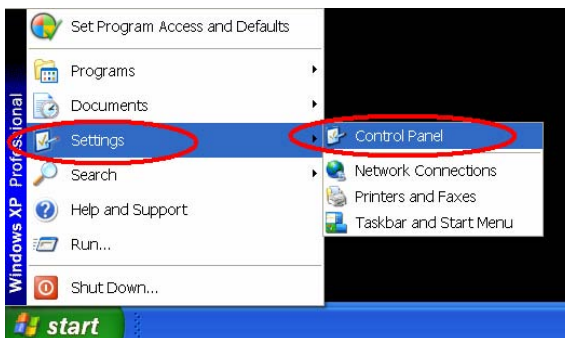 Set Program Access and Defaults
Programs
Documents
Settings
Search
Help and Support
Run...
Shut Down...
Control Panel
Network Connections
Printers and Faxes
Taskbar and Start Menu
Windows XP Professional
start